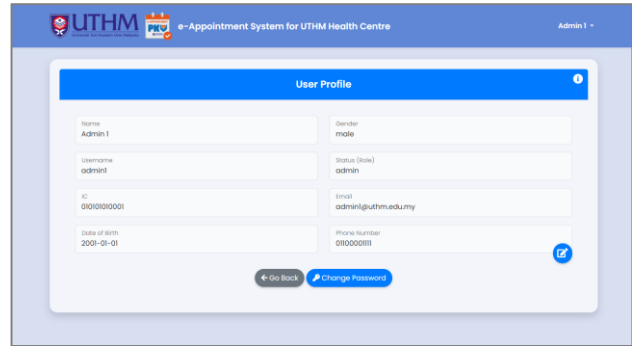 UTHM
PKU
e-Appointment System for UTHM Health Centre
Admin 1
User Profile
Name
Admin 1
Gender
male
Username
admin1
Status (Role)
admin
IC
010101010001
Email
admin1@uthm.edu.my
Date of Birth
2001-01-01
Phone Number
01100001111
Go Back
Change Password